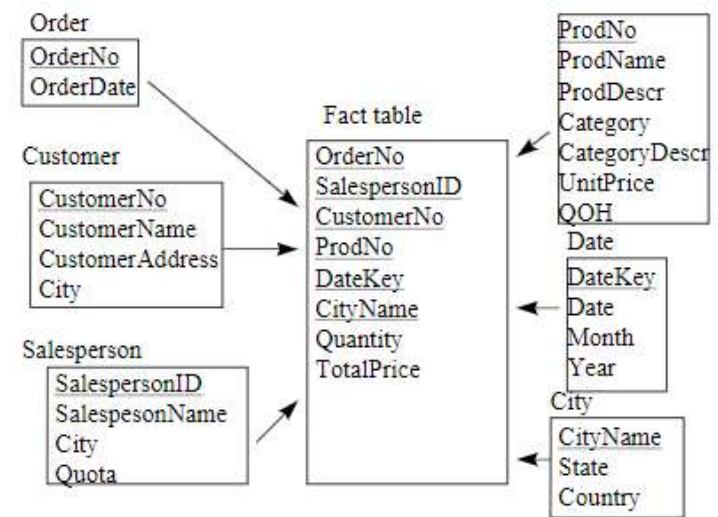 Order
OrderNo
OrderDate
Customer
CustomerNo
CustomerName
CustomerAddress
City
Salesperson
SalespersonID
SalespesonName
City
Quota
Fact table
OrderNo
SalespersonID
CustomerNo
ProdNo
DateKey
CityName
Quantity
TotalPrice
ProdNo
ProdName
ProdDescr
Category
CategoryDescr
UnitPrice
QOH
Date
DateKey
Date
Month
Year
City
CityName
State
Country